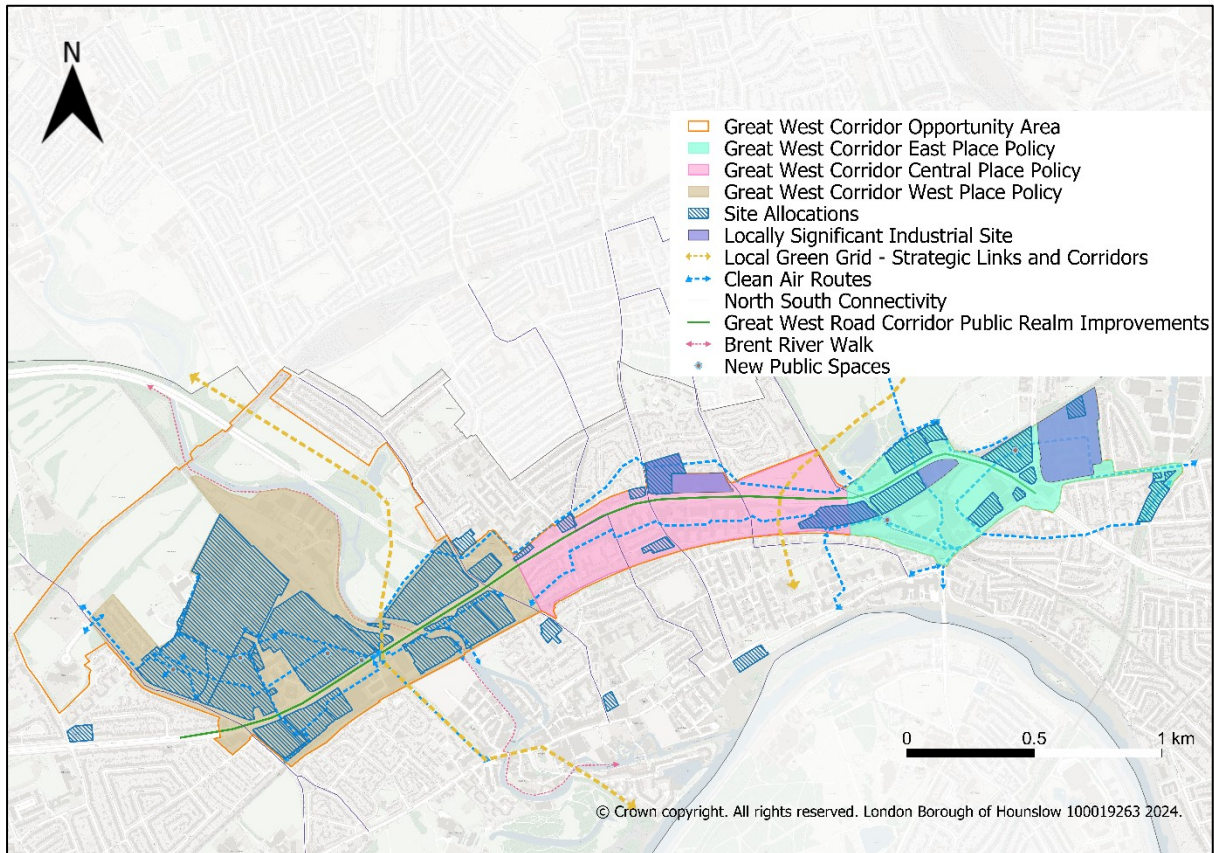 N
Great West Corridor Opportunity Area
Great West Corridor East Place Policy
Great West Corridor Central Place Policy
Great West Corridor West Place Policy
Site Allocations
Locally Significant Industrial Site
Local Green Grid - Strategic Links and Corridors
Clean Air Routes
North South Connectivity
Great West Road Corridor Public Realm Improvements
Brent River Walk
New Public Spaces
0 0.5 1 km
© Crown copyright. All rights reserved. London Borough of Hounslow 100019263 2024.